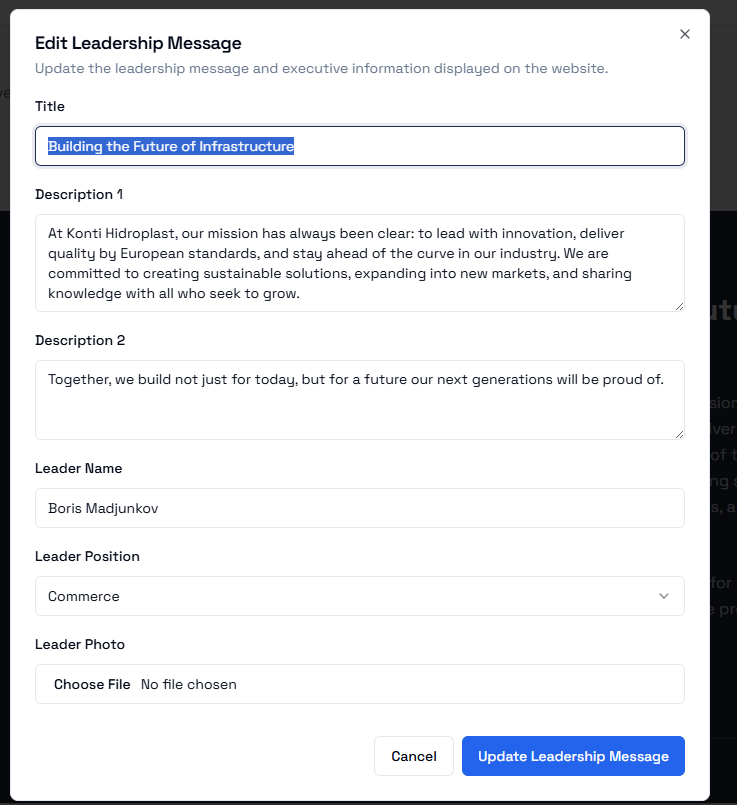 Edit Leadership Message
Update the leadership message and executive information displayed on the website.
Title
Building the Future of Infrastructure
Description 1
At Konti Hidroplast, our mission has always been clear: to lead with innovation, deliver
quality by European standards, and stay ahead of the curve in our industry. We are
committed to creating sustainable solutions, expanding into new markets, and sharing
knowledge with all who seek to grow.
Description 2
Together, we build not just for today, but for a future our next generations will be proud of.
Leader Name
Boris Madjunkov
Leader Position
Commerce
Leader Photo
Choose File No file chosen
Cancel
Update Leadership Message